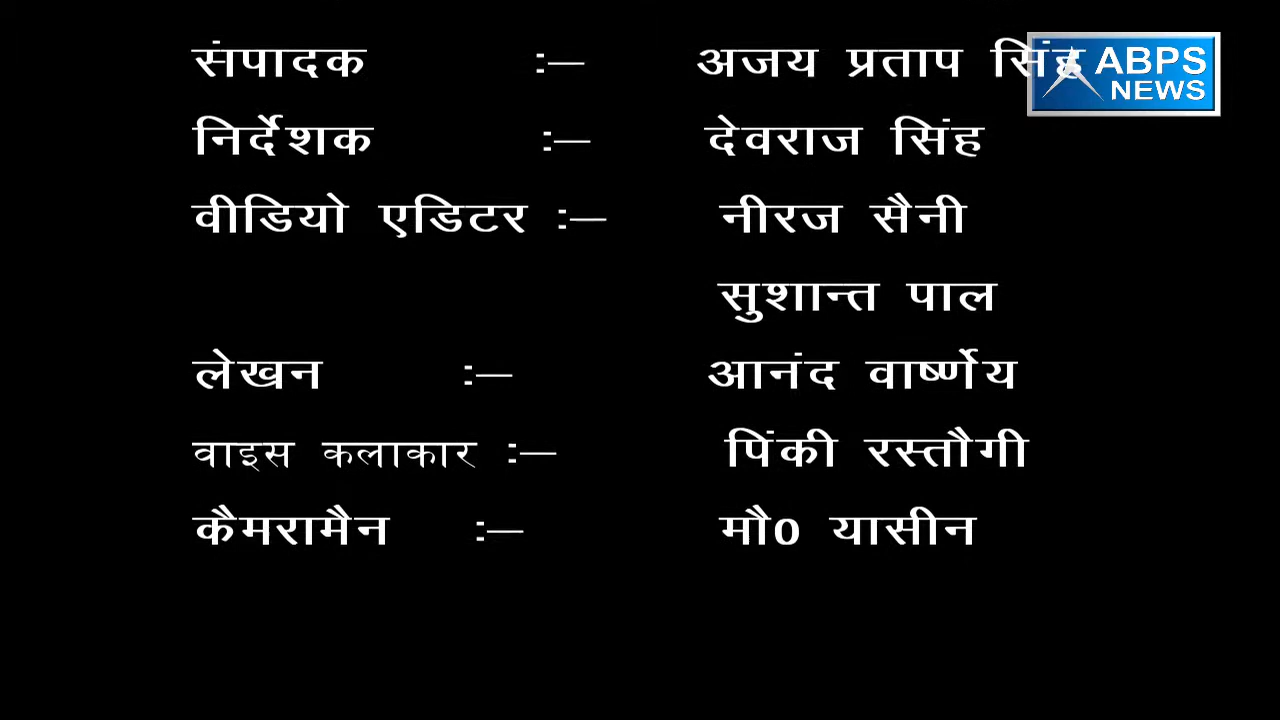 संपादक :— अजय प्रताप सिंह
ABPS
NEWS
निर्देशक :— देवराज सिंह
वीडियो एडिटर :— नीरज सैनी
सुशान्त पाल
लेखन :— आनंद वार्ष्णेय
वाइस कलाकार :— पिंकी रस्तौगी
कैमरामैन :— मौ0 यासीन